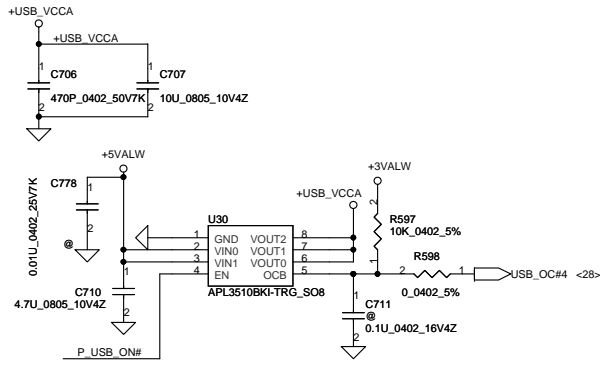 +USB_VCCA
+USB_VCCA
1
1
C706
C707
470P_0402_50V7K
10U_0805_10V4Z
2
2
+5VALW
+3VALW
0.01U_0402_25V7K
C778
1
2
@
+USB_VCCA
2
R597
10K_0402_5%
1
U30
1 GND VOUT2 8
2 VIN0 VOUT1 7
3 VIN1 VOUT0 6
4 EN OCB 5
APL3510BKI-TRG_SO8
R598
2 1
0_0402_5%
USB_OC#4 <28>
1
C710
4.7U_0805_10V4Z
2
1
C711
@
0.1U_0402_16V4Z
2
P_USB_ON#